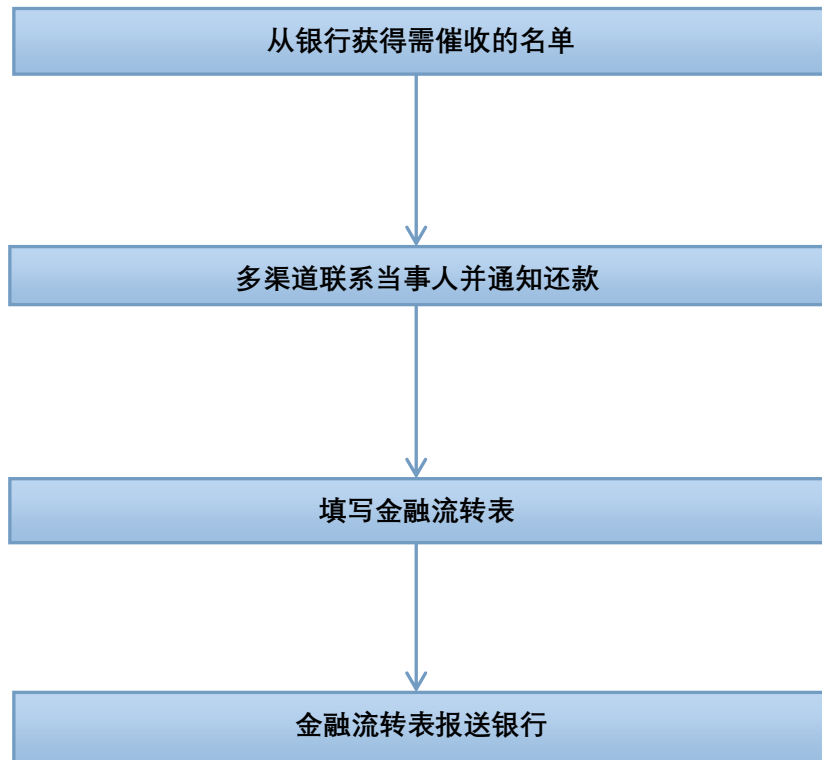 从银行获得需催收的名单
多渠道联系当事人并通知还款
填写金融流转表
金融流转表报送银行